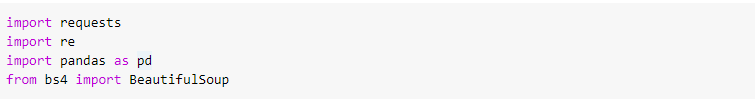 import requests
import re
import pandas as pd
from bs4 import BeautifulSoup